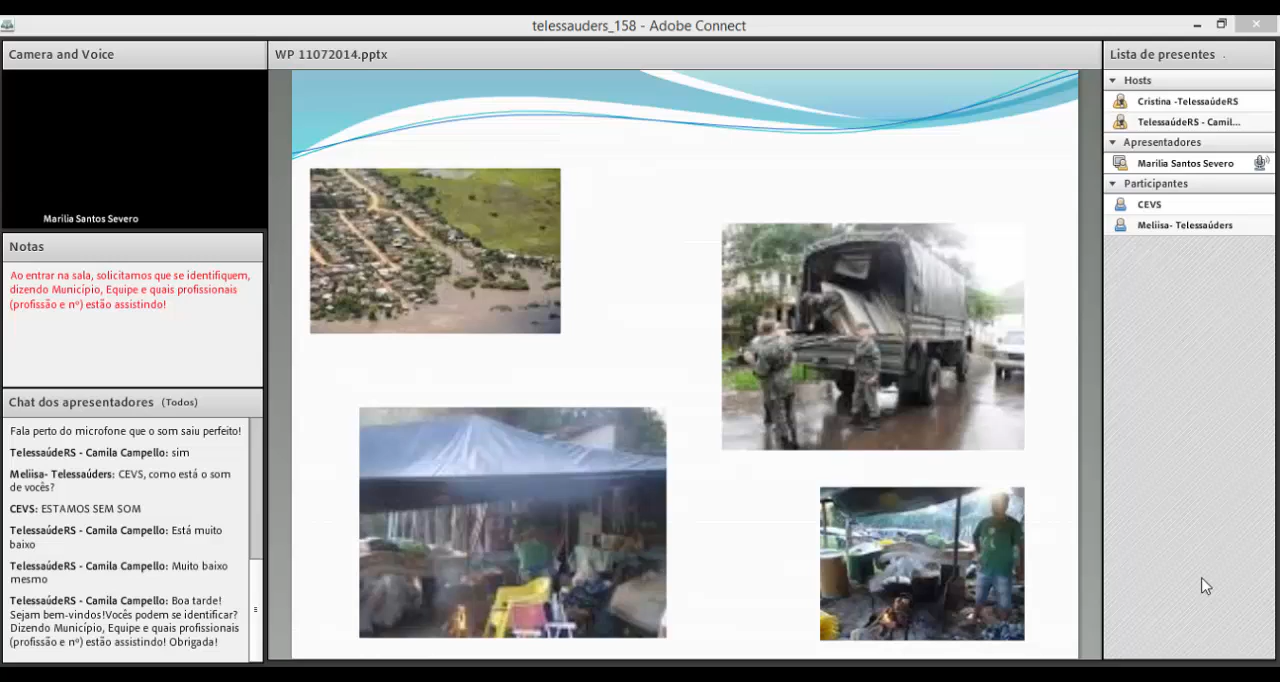 telessauders_158 - Adobe Connect
Camera and Voice
Marilia Santos Severo
Notas
Ao entrar na sala, solicitamos que se identifiquem,
dizendo Município, Equipe e quais profissionais
(profissão e nº) estão assistindo!
Chat dos apresentadores (Todos)
Fala perto do microfone que o som saiu perfeito!
TelessaúdeRS - Camila Campello: sim
Meliisa- Telessaúders: CEVS, como está o som
de vocês?
CEVS: ESTAMOS SEM SOM
TelessaúdeRS - Camila Campello: Está muito
baixo
TelessaúdeRS - Camila Campello: Muito baixo
mesmo
TelessaúdeRS - Camila Campello: Boa tarde!
Sejam bem-vindos!Vocês podem se identificar?
Dizendo Município, Equipe e quais profissionais
(profissão e nº) estão assistindo! Obrigada!
WP 11072014.pptx
Lista de presentes
Hosts
Cristina -TelessaúdeRS
TelessaúdeRS - Camil...
Apresentadores
Marilia Santos Severo
Participantes
CEVS
Meliisa- Telessaúders